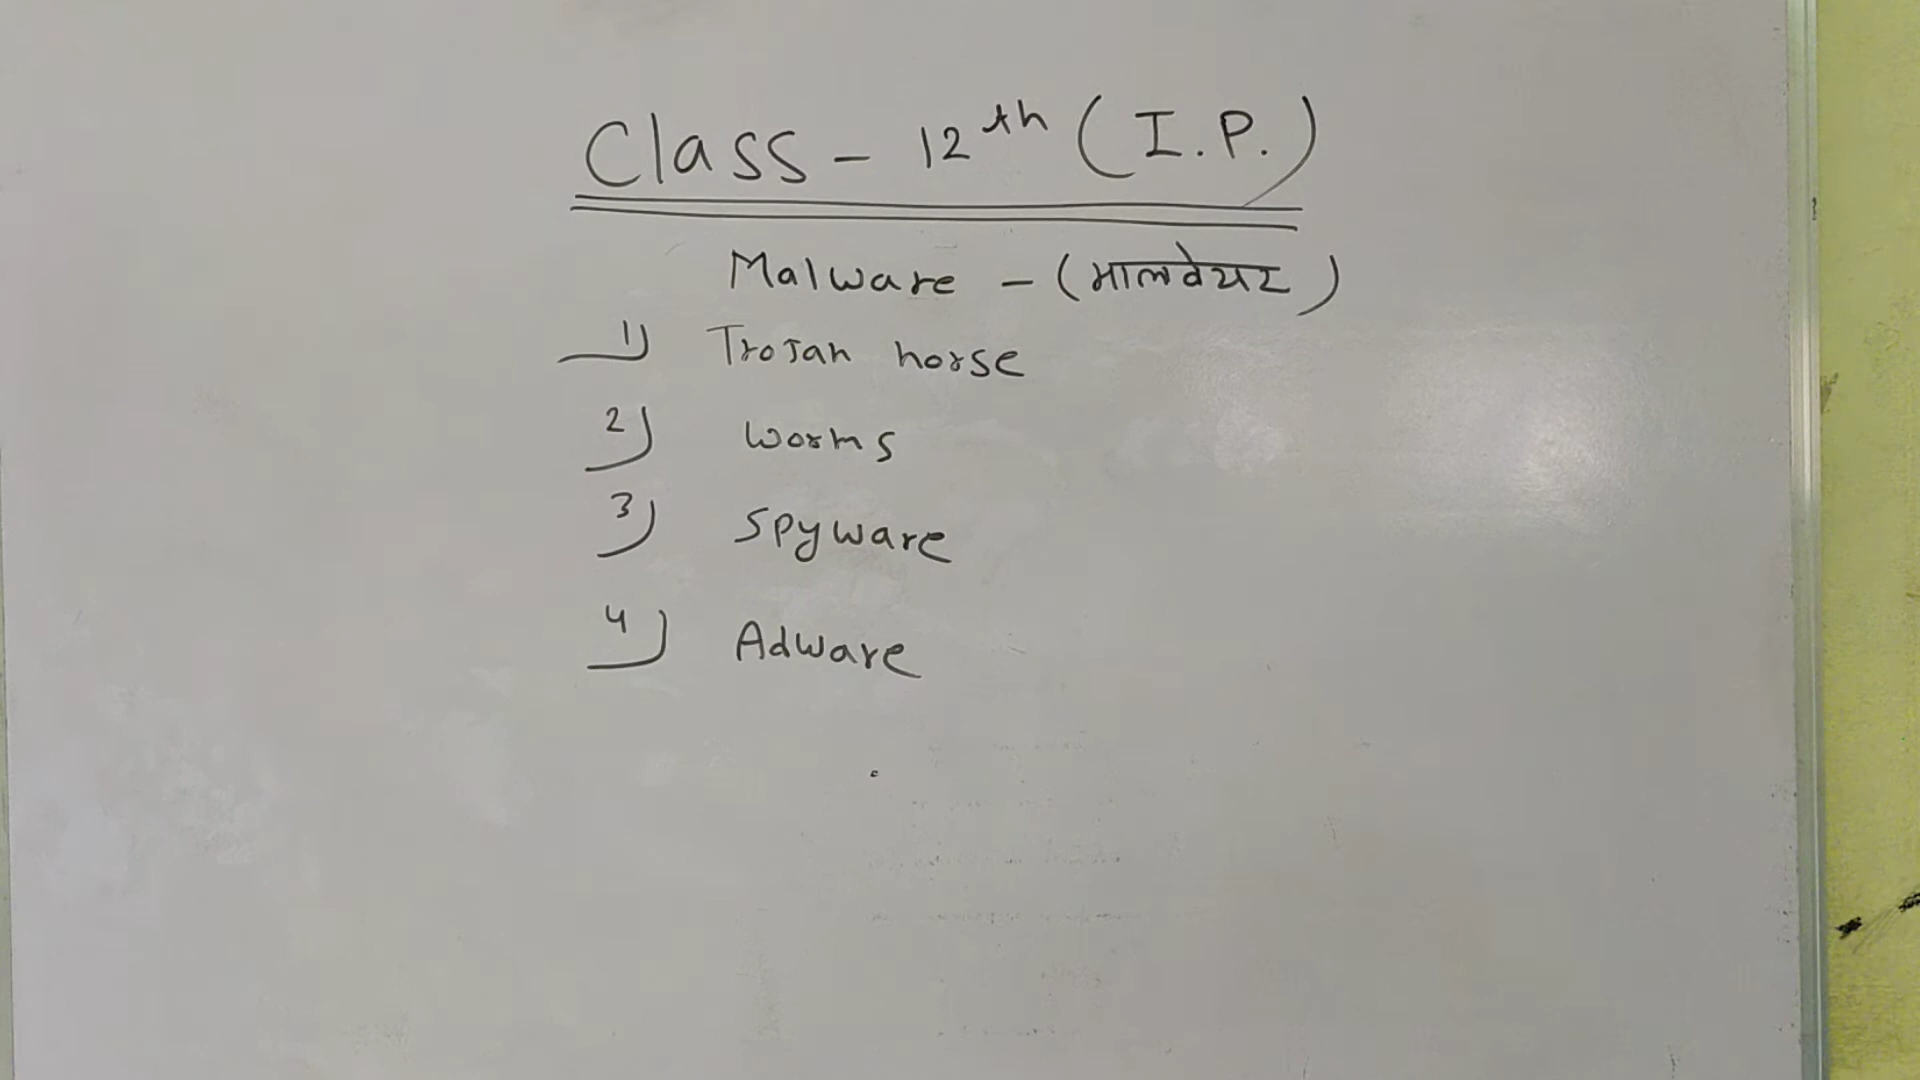 Class - 12th (I.P.)
Malware - (मालवेयर)
1) Trojan horse
2) Worms
3) Spyware
4) Adware